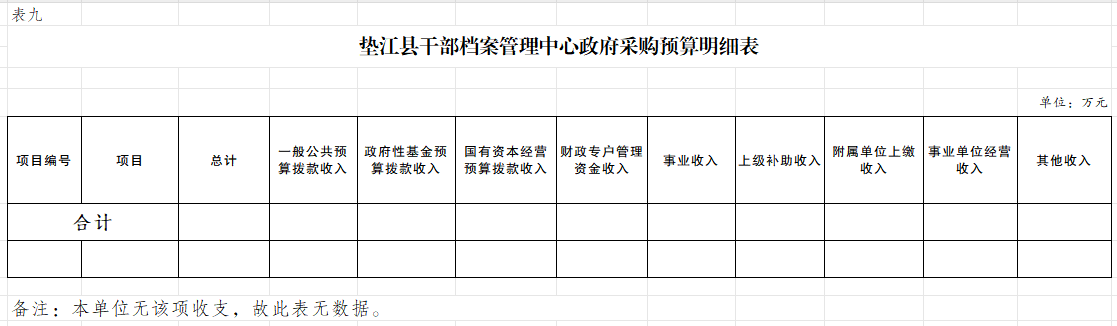 表九
垫江县干部档案管理中心政府采购预算明细表
单位：万元
项目编号 项目 总计 一般公共预算拨款收入 政府性基金预算拨款收入 国有资本经营预算拨款收入 财政专户管理资金收入 事业收入 上级补助收入 附属单位上缴收入 事业单位经营收入 其他收入
合计
备注：本单位无该项收支，故此表无数据。